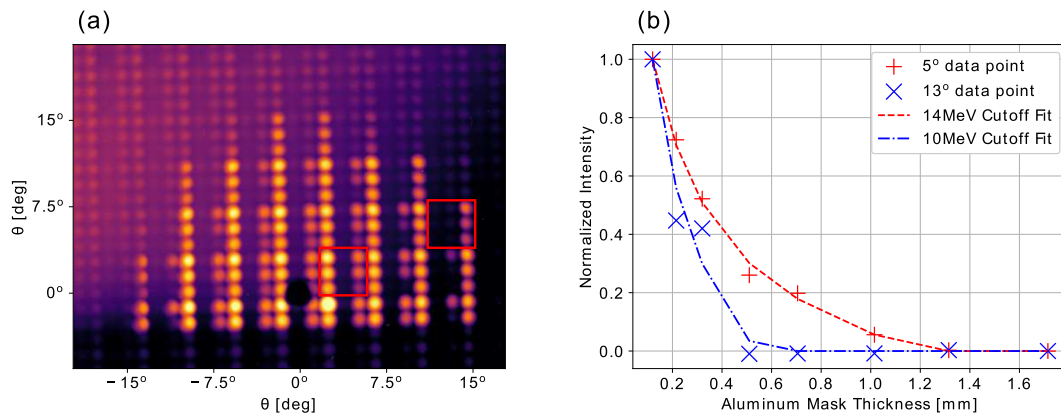 (a)
15°
7.5°
0°
θ [deg]
−15°
−7.5°
0°
7.5°
15°
θ [deg]
(b)
1.0
0.8
0.6
0.4
0.2
0.0
Normalized Intensity
5° data point
13° data point
14MeV Cutoff Fit
10MeV Cutoff Fit
0.2
0.4
0.6
0.8
1.0
1.2
1.4
1.6
Aluminum Mask Thickness [mm]